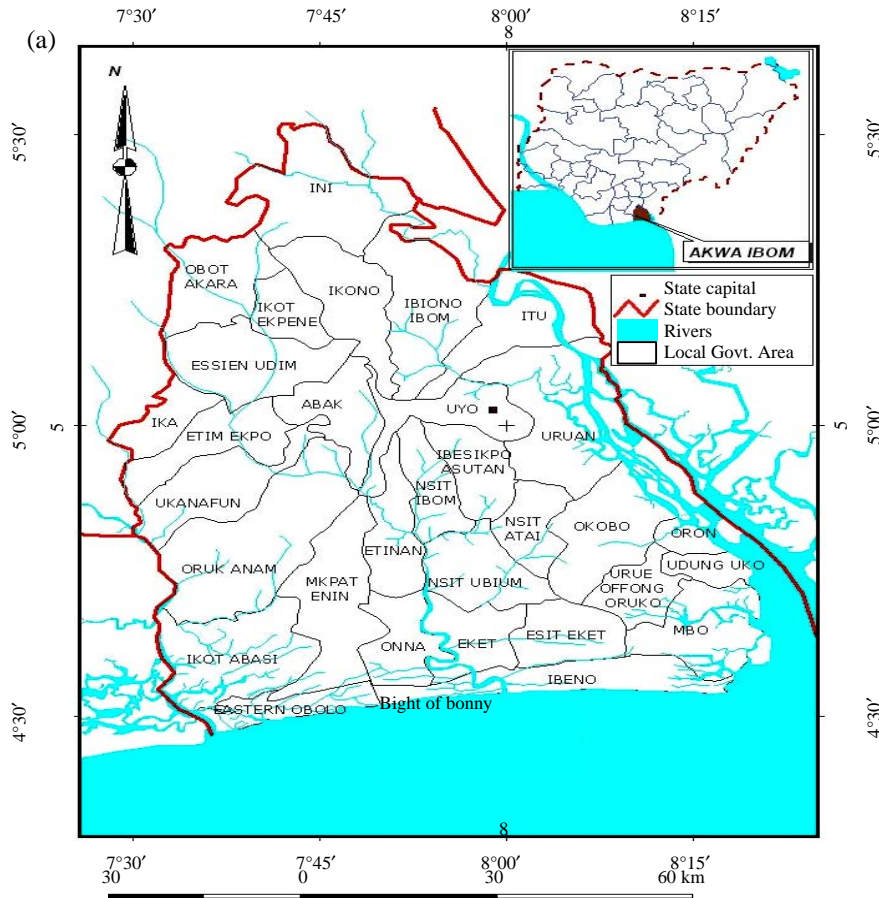 7°30′ 7°45′ 8°00′ 8°15′
8
(a)
N
5°30′
5°30′
AKWA IBOM
State capital
State boundary
Rivers
Local Govt. Area
INI
OBOT
AKARA
IKOT
EKPENE
IKONO
IBIONO
IBOM
ITU
ESSIEN UDIM
ABAK
UYO
IKA
ETIM EKPO
URUAN
5 5°00′
5 5°00′
IBESIKPO
ASUTAN
NSIT
IBOM
UKANAFUN
NSIT
ATAI
OKOBO
ORON
ETINAN
UDUNG UKO
ORUK ANAM
MKPAT
ENIN
NSIT UBIUM
URUE
OFFONG
ORUKO
MBO
ESIT EKET
EKET
ONNA
IKOT ABASI
IBENO
EASTERN OBOLO
Bight of bonny
4°30′
4°30′
8
7°30′ 7°45′ 8°00′ 8°15′
30 0 30 60 km